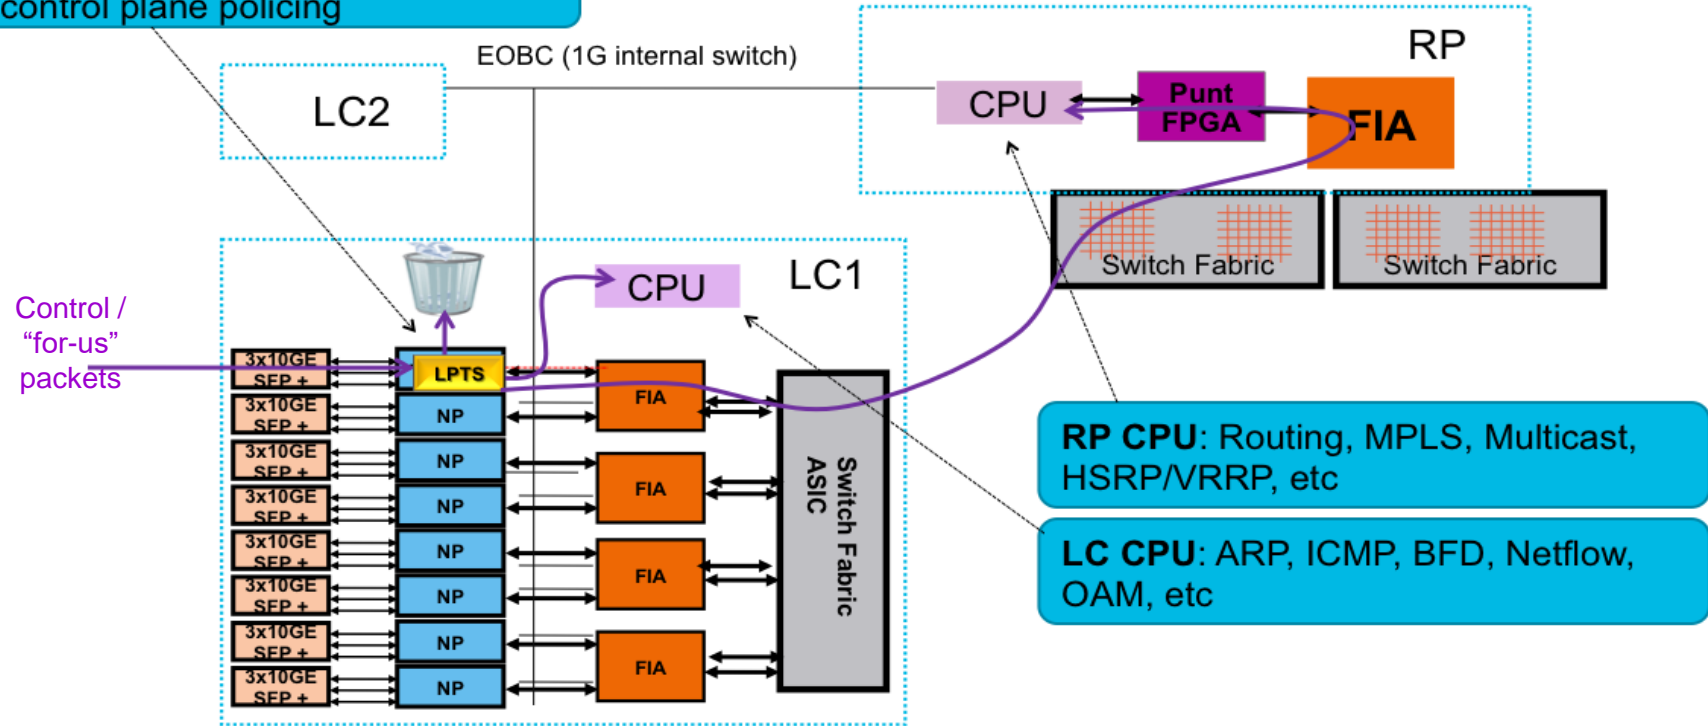 control plane policing
EOBC (1G internal switch)
RP
LC2
CPU
Punt
FPGA
FIA
Switch Fabric
Switch Fabric
LC1
CPU
Control /
“for-us”
packets
3x10GE
SFP +
LPTS
FIA
3x10GE
SFP +
NP
3x10GE
SFP +
NP
FIA
3x10GE
SFP +
NP
3x10GE
SFP +
NP
FIA
3x10GE
SFP +
NP
3x10GE
SFP +
NP
FIA
3x10GE
SFP +
NP
Switch Fabric
ASIC
RP CPU: Routing, MPLS, Multicast,
HSRP/VRRP, etc
LC CPU: ARP, ICMP, BFD, Netflow,
OAM, etc